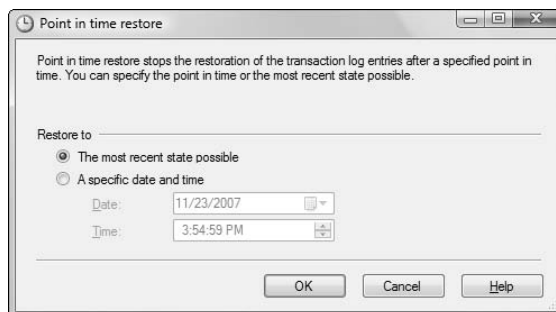 Point in time restore
Point in time restore stops the restoration of the transaction log entries after a specified point in
time. You can specify the point in time or the most recent state possible.
Restore to
The most recent state possible
A specific date and time
Date: 11/23/2007
Time: 3:54:59 PM
OK Cancel Help